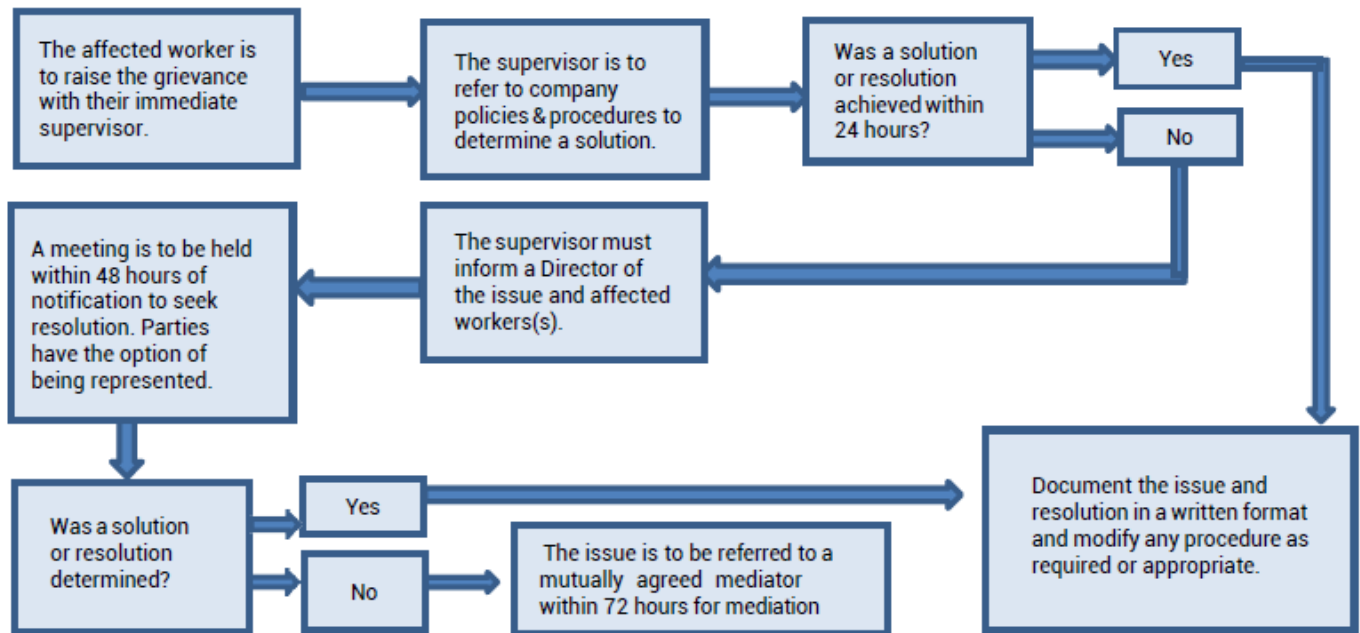 The affected worker is
to raise the grievance
with their immediate
supervisor.
The supervisor is to
refer to company
policies & procedures to
determine a solution.
Was a solution
or resolution
achieved within
24 hours?
Yes
No
The supervisor must
inform a Director of
the issue and affected
workers(s).
A meeting is to be held
within 48 hours of
notification to seek
resolution. Parties
have the option of
being represented.
Was a solution
or resolution
determined?
Yes
No
The issue is to be referred to a
mutually agreed mediator
within 72 hours for mediation
Document the issue and
resolution in a written format
and modify any procedure as
required or appropriate.